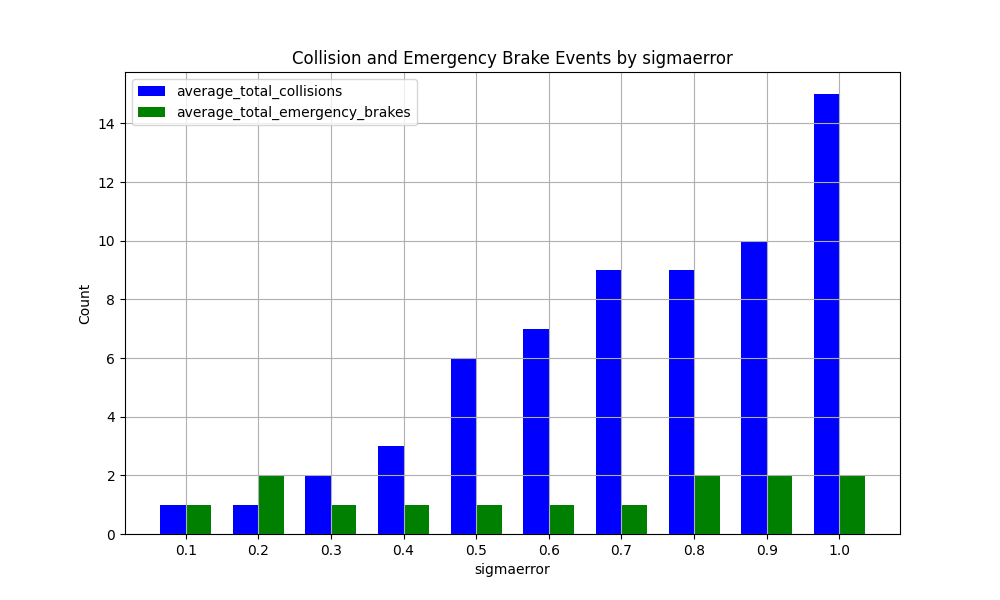 Collision and Emergency Brake Events by sigmaerror
average_total_collisions
average_total_emergency_brakes
Count
14
12
10
8
6
4
2
0
0.1 0.2 0.3 0.4 0.5 0.6 0.7 0.8 0.9 1.0
sigmaerror